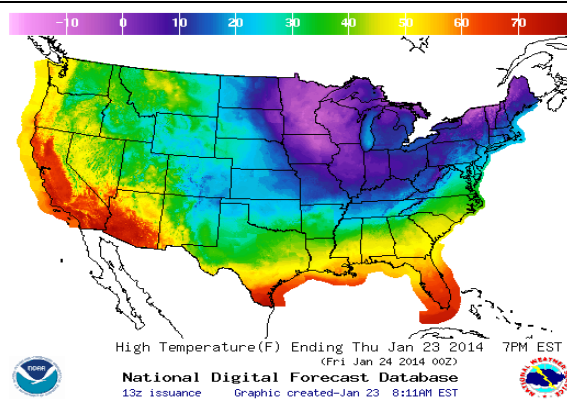 -10 0 10 20 30 40 50 60 70
High Temperature(F) Ending Thu Jan 23 2014 7PM EST
(Fri Jan 24 2014 00Z)
National Digital Forecast Database
13z issuance Graphic created-Jan 23 8:11AM EST
noaa